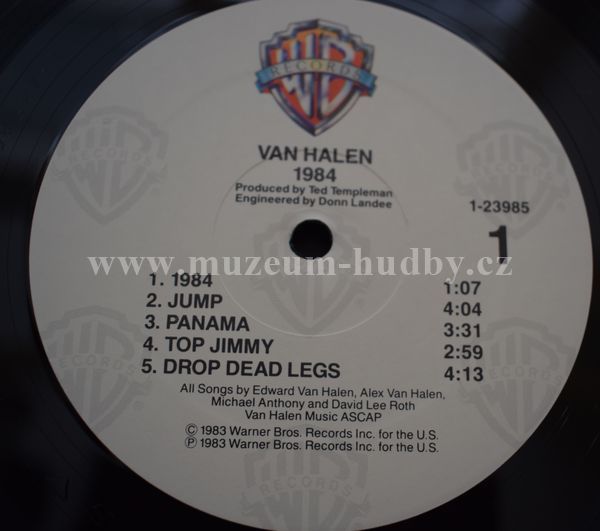 WB
RECORDS
VAN HALEN
1984
Produced by Ted Templeman
Engineered by Donn Landee
1-23985
1
www.muzeum-hudby.cz
1. 1984 1:07
2. JUMP 4:04
3. PANAMA 3:31
4. TOP JIMMY 2:59
5. DROP DEAD LEGS 4:13
All Songs by Edward Van Halen, Alex Van Halen,
Michael Anthony and David Lee Roth
Van Halen Music ASCAP
© 1983 Warner Bros. Records Inc. for the U.S.
℗ 1983 Warner Bros. Records Inc. for the U.S.